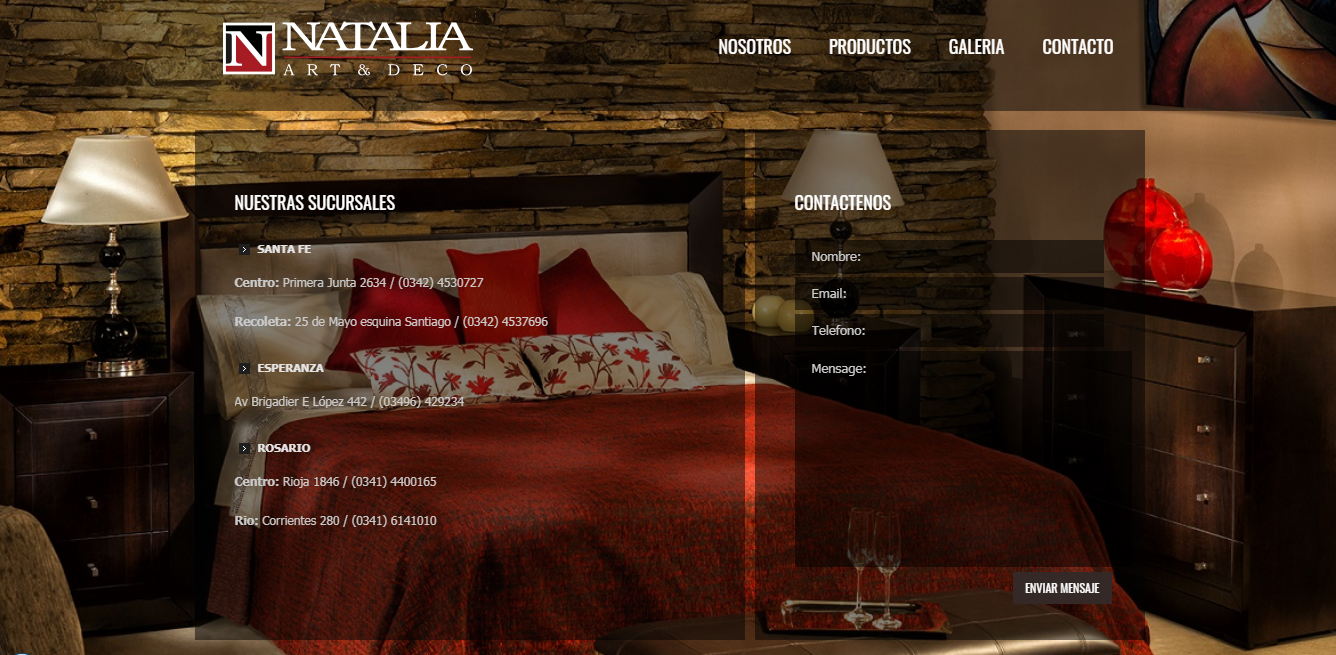 N NATALIA
ART & DECO
NOSOTROS PRODUCTOS GALERIA CONTACTO
NUESTRAS SUCURSALES
SANTA FE
Centro: Primera Junta 2634 / (0342) 4530727
Recoleta: 25 de Mayo esquina Santiago / (0342) 4537696
ESPERANZA
Av Brigadier E López 442 / (03496) 429234
ROSARIO
Centro: Rioja 1846 / (0341) 4400165
Rio: Corrientes 280 / (0341) 6141010
CONTACTENOS
Nombre:
Email:
Telefono:
Mensage:
ENVIAR MENSAJE